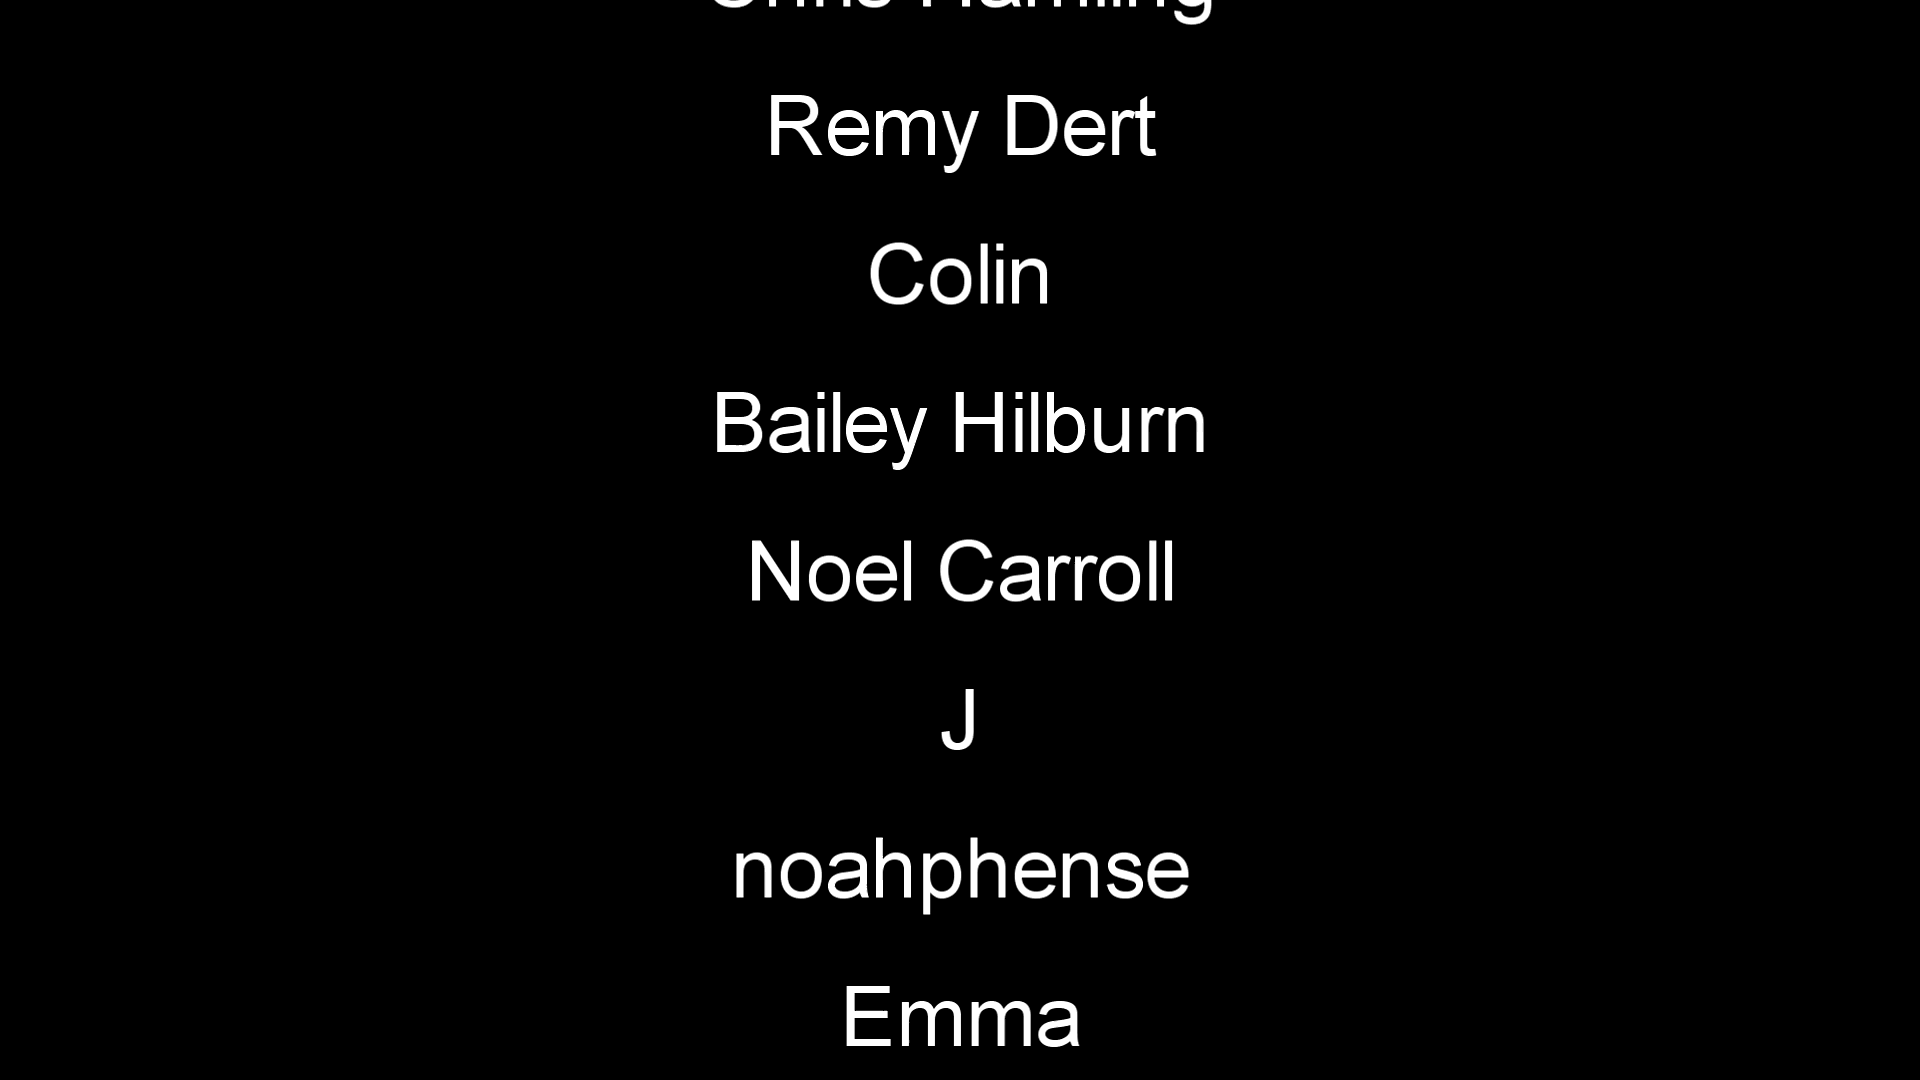 Remy Dert
Colin
Bailey Hilburn
Noel Carroll
J
noahphense
Emma